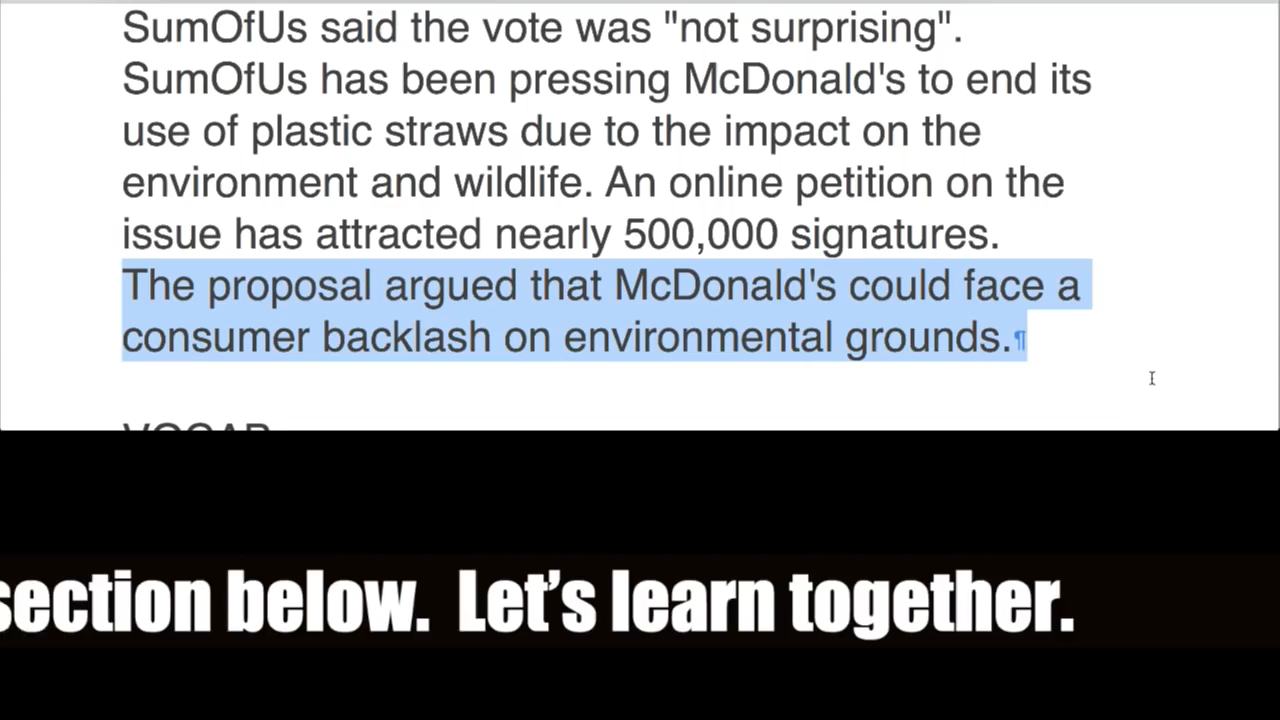 SumOfUs said the vote was "not surprising".
SumOfUs has been pressing McDonald's to end its
use of plastic straws due to the impact on the
environment and wildlife. An online petition on the
issue has attracted nearly 500,000 signatures.
The proposal argued that McDonald's could face a
consumer backlash on environmental grounds.¶
VOCAB
section below. Let’s learn together.